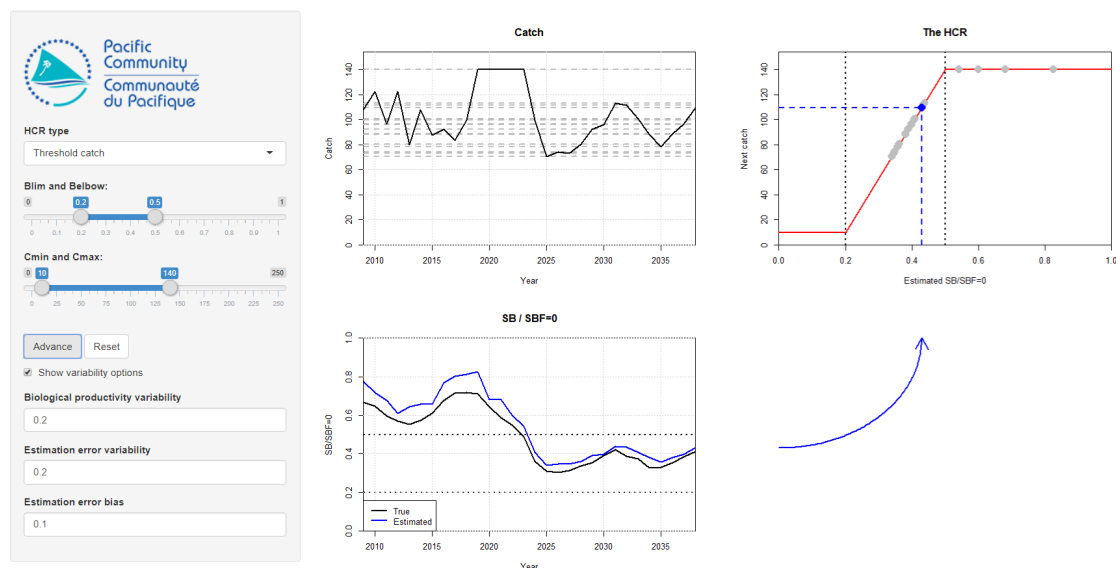 Pacific
Community
Communauté
du Pacifique
HCR type
Threshold catch
Blim and Belbow:
0 0.2 0.5 1
0 0.1 0.2 0.3 0.4 0.5 0.6 0.7 0.8 0.9 1
Cmin and Cmax:
0 10 140 250
0 25 50 75 100 125 150 175 200 225 250
Advance Reset
Show variability options
Biological productivity variability
0.2
Estimation error variability
0.2
Estimation error bias
0.1
Catch
Catch
0 20 40 60 80 100 120 140
2010 2015 2020 2025 2030 2035
Year
The HCR
Next catch
0 20 40 60 80 100 120 140
0.0 0.2 0.4 0.6 0.8 1.0
Estimated SB/SBF=0
SB / SBF=0
SB/SBF=0
0.0 0.2 0.4 0.6 0.8 1.0
True
Estimated
2010 2015 2020 2025 2030 2035
Year